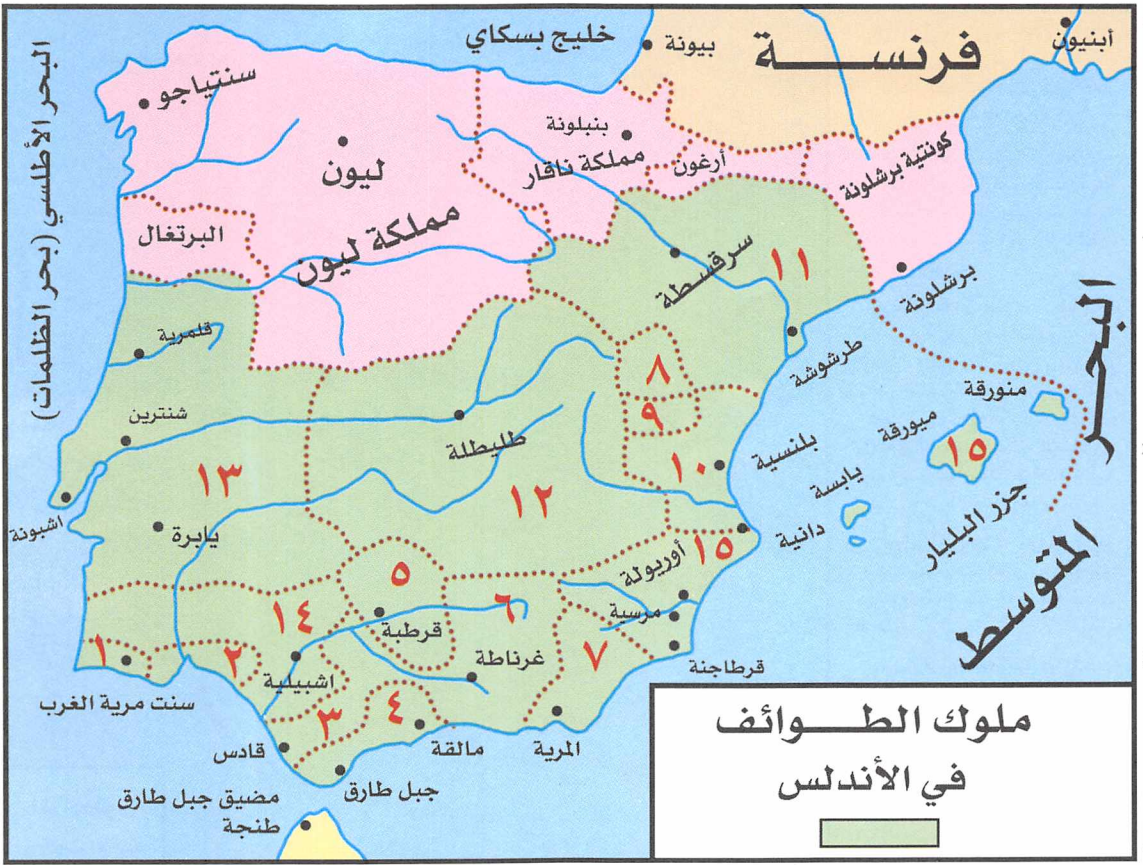 خليج بسكاي
بيونة
فرنسة
أبنيون
البحر الأطلسي (بحر الظلمات)
سنتياجو
ليون
مملكة ليون
البرتغال
بنبلونة
مملكة ناقار
أرغون
كونتية برشلونة
برشلونة
سرقسطة
١١
طرشوشة
قلمرية
شنترين
١٣
اشبونة
يابرة
طليطلة
١٢
٨
٩
١٠
بلنسية
منورقة
ميورقة
١٥
يابسة
جزر البليار
دانية
١٥
أوريولة
مرسية
قرطاجنة
البحر
المتوسط
٥
قرطبة
٦
غرناطة
٧
المرية
١٤
اشبيلية
١
٢
٣
٤
سنت مرية الغرب
قادس
مالقة
جبل طارق
مضيق جبل طارق
طنجة
ملوك الطوائف
في الأندلس